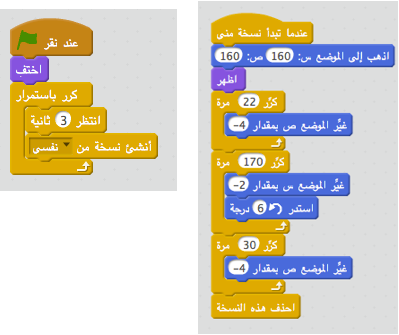 عند نقر
اختفِ
كرر باستمرار
انتظر 3 ثانية
أنشئ نسخة من نفسي
عندما تبدأ نسخة مني
اذهب إلى الموضع س: 160 ص: 160
اظهر
كرِّر 22 مرة
غيِّر الموضع ص بمقدار 4-
كرِّر 170 مرة
غيِّر الموضع س بمقدار 2-
استدر 6 درجة
كرِّر 30 مرة
غيِّر الموضع ص بمقدار 4-
احذف هذه النسخة